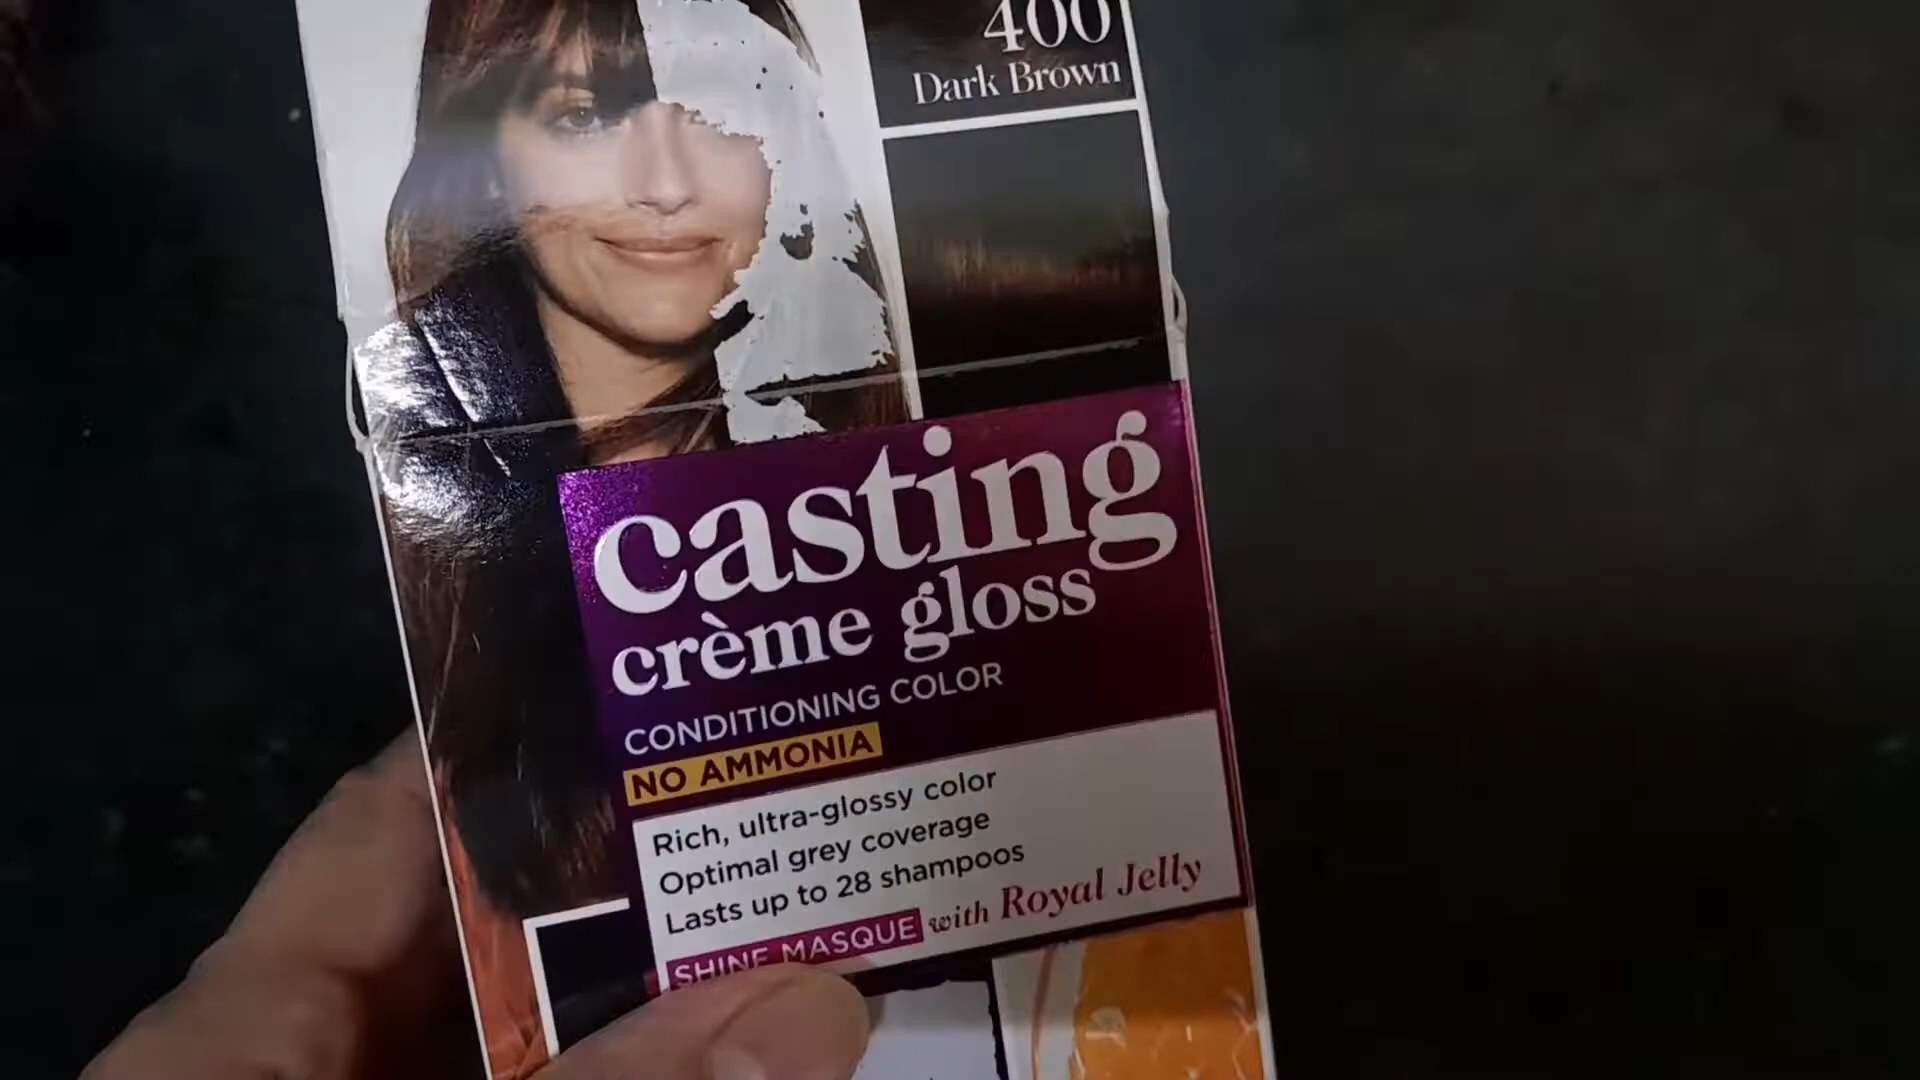 400
Dark Brown
casting
crème gloss
CONDITIONING COLOR
NO AMMONIA
Rich, ultra-glossy color
Optimal grey coverage
Lasts up to 28 shampoos
SHINE MASQUE with Royal Jelly